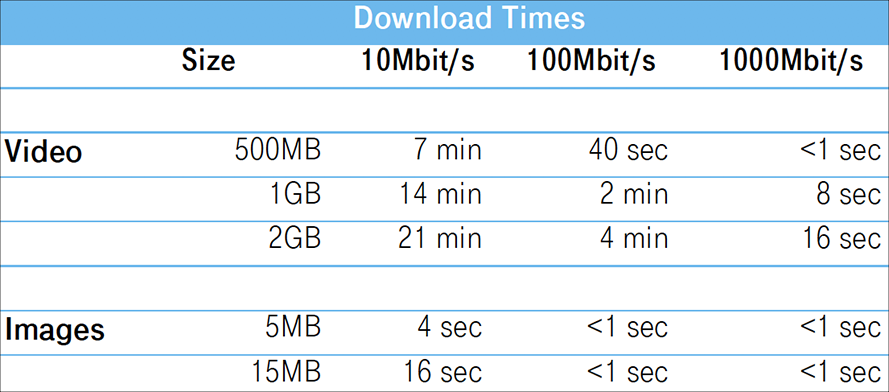 Download Times
Size 10Mbit/s 100Mbit/s 1000Mbit/s
Video 500MB 7 min 40 sec <1 sec
1GB 14 min 2 min 8 sec
2GB 21 min 4 min 16 sec
Images 5MB 4 sec <1 sec <1 sec
15MB 16 sec <1 sec <1 sec